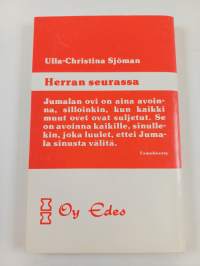 Ulla-Christina Sjöman
Herran seurassa
Jumalan ovi on aina avoin-
na, silloinkin, kun kaikki
muut ovet ovat suljetut. Se
on avoinna kaikille, sinulle-
kin, joka luulet, ettei Juma-
la sinusta välitä.
Oy Edes